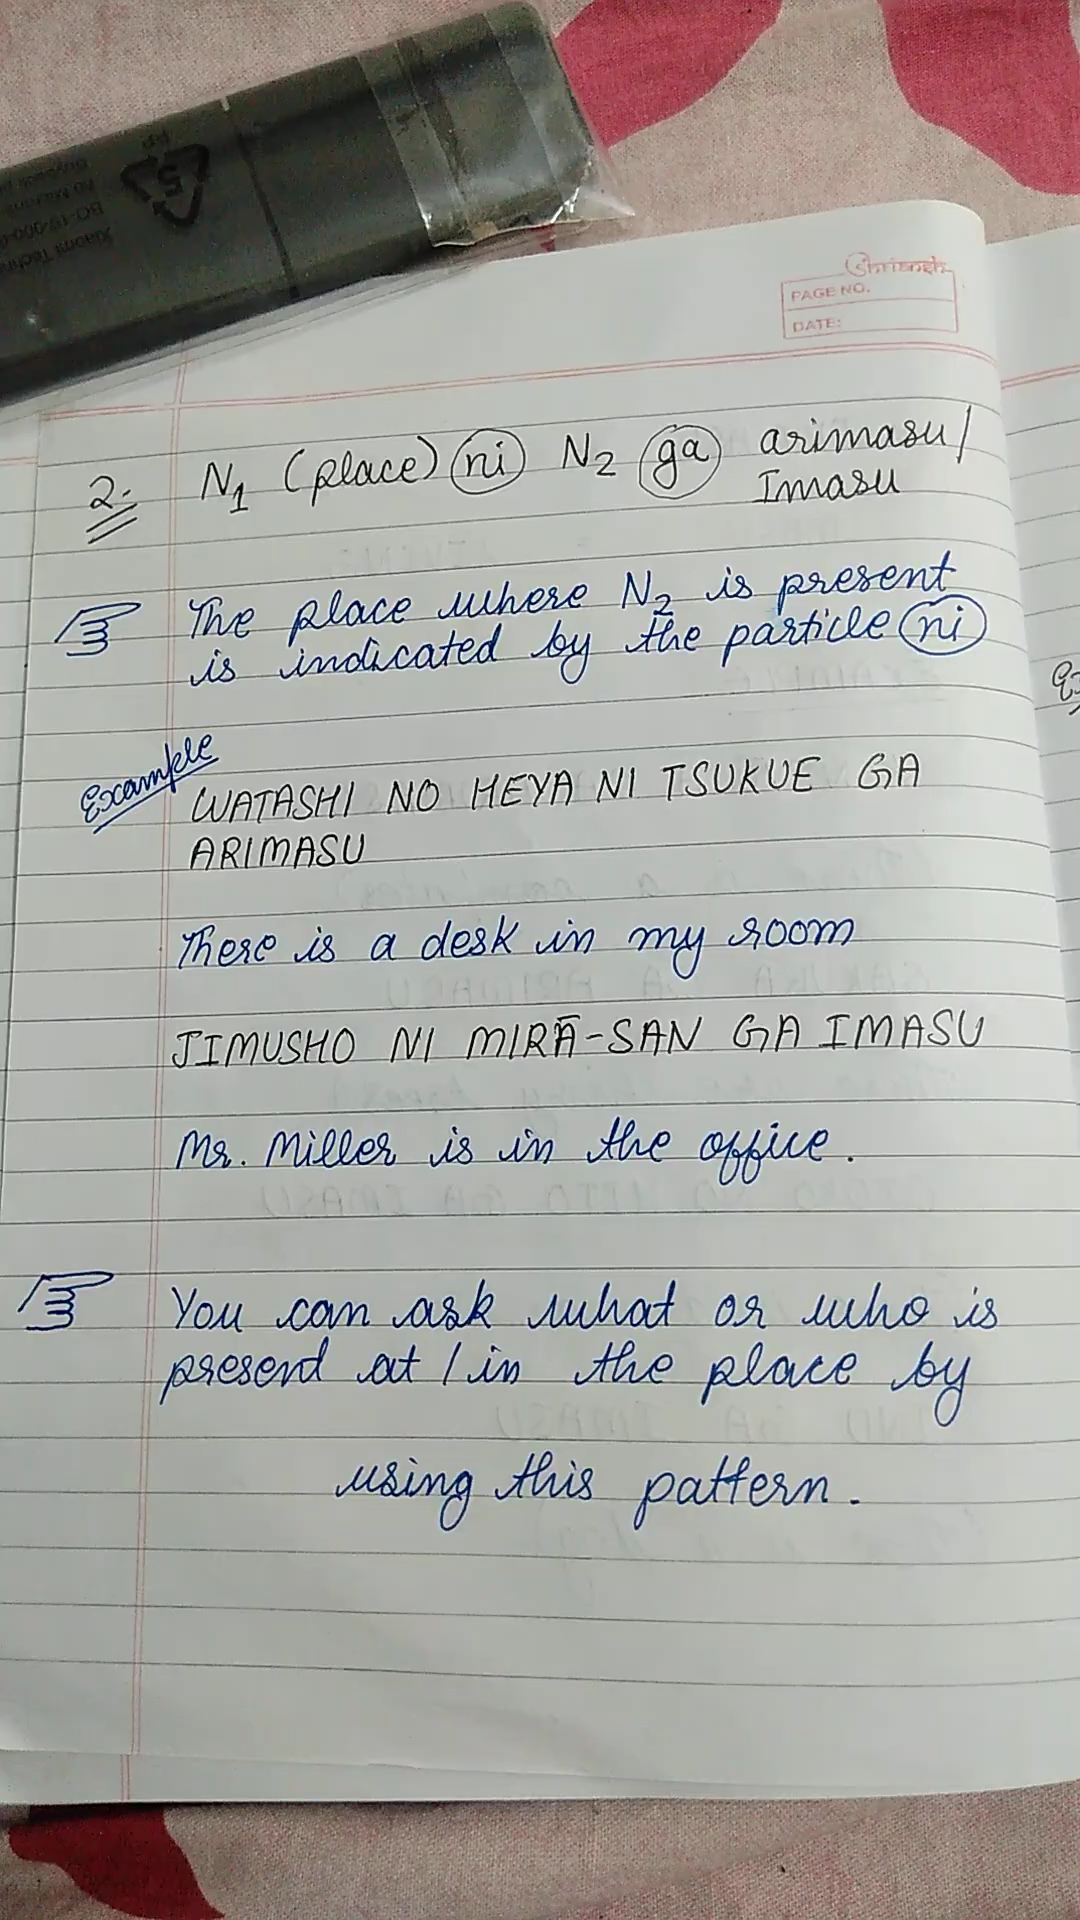 Shriansh
PAGE NO.
DATE:
2. N1 (place) ni N2 ga arimasu/
Imasu
The place where N2 is present
is indicated by the particle ni
Example
WATASHI NO HEYA NI TSUKUE GA
ARIMASU
There is a desk in my room
JIMUSHO NI MIRĀ-SAN GA IMASU
Mr. Miller is in the office.
You can ask what or who is
present at / in the place by
using this pattern.